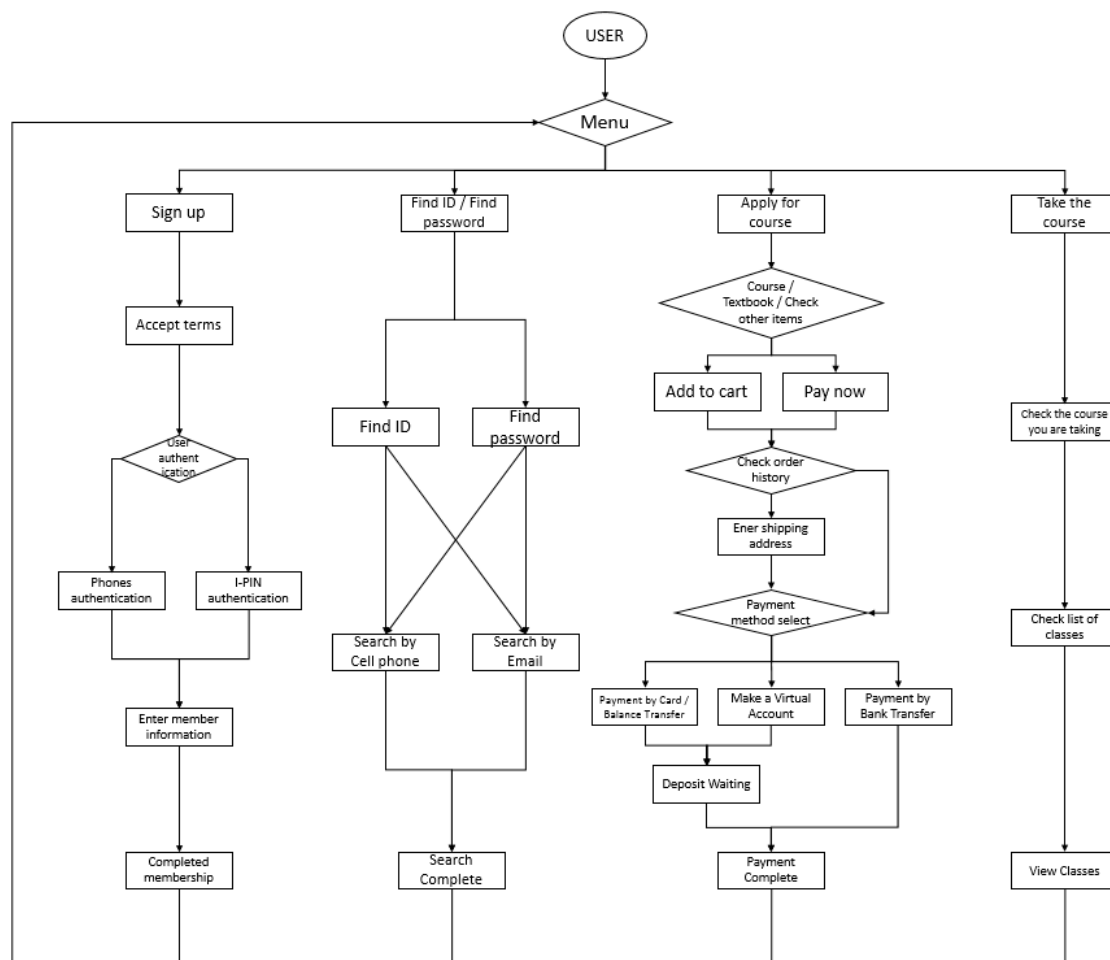 USER
Menu
Sign up
Find ID / Find
password
Apply for
course
Take the
course
Course /
Textbook / Check
other items
Accept terms
Add to cart
Pay now
Find ID
Find
password
Check the course
you are taking
User
authent
ication
Check order
history
Ener shipping
address
Phones
authentication
I-PIN
authentication
Payment
method select
Search by
Cell phone
Search by
Email
Check list of
classes
Enter member
information
Payment by Card /
Balance Transfer
Make a Virtual
Account
Payment by
Bank Transfer
Deposit Waiting
Completed
membership
Search
Complete
Payment
Complete
View Classes